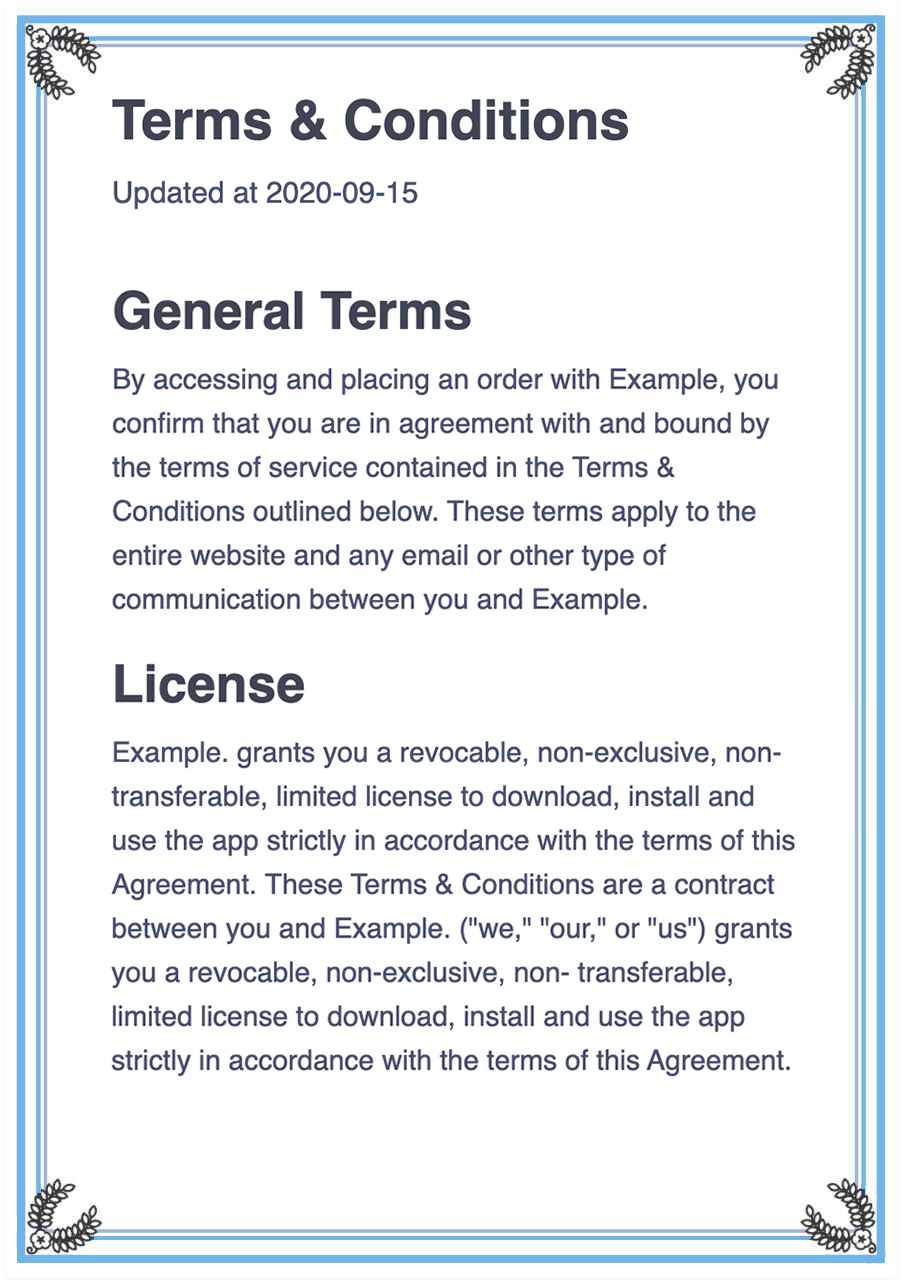 Terms & Conditions
Updated at 2020-09-15
General Terms
By accessing and placing an order with Example, you
confirm that you are in agreement with and bound by
the terms of service contained in the Terms &
Conditions outlined below. These terms apply to the
entire website and any email or other type of
communication between you and Example.
License
Example. grants you a revocable, non-exclusive, non-
transferable, limited license to download, install and
use the app strictly in accordance with the terms of this
Agreement. These Terms & Conditions are a contract
between you and Example. ("we," "our," or "us") grants
you a revocable, non-exclusive, non- transferable,
limited license to download, install and use the app
strictly in accordance with the terms of this Agreement.